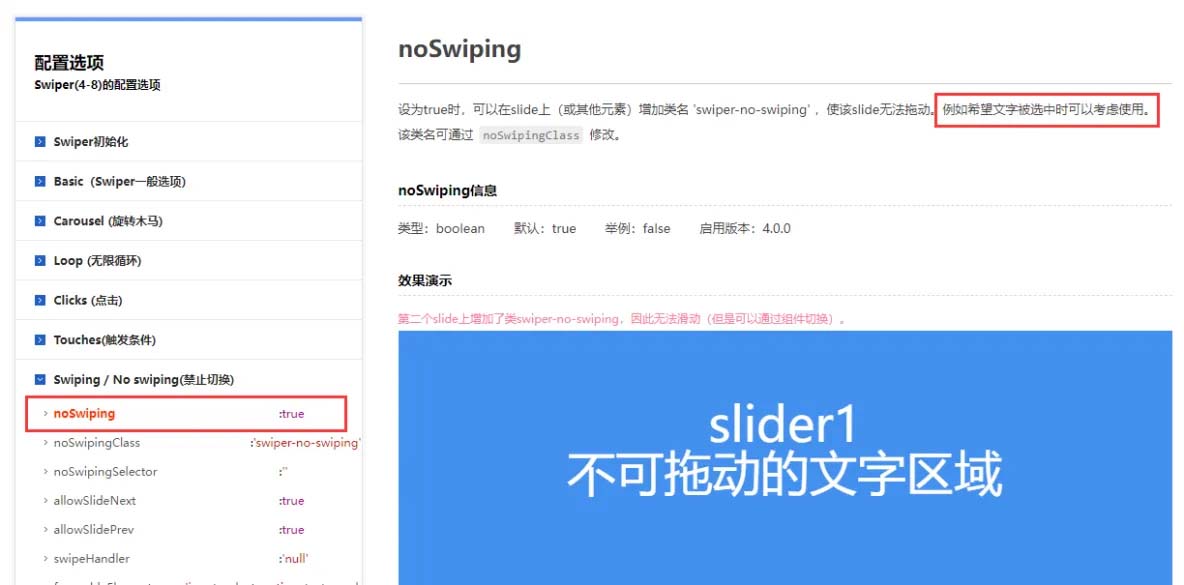 配置选项
Swiper(4-8)的配置选项
Swiper初始化
Basic（Swiper一般选项)
Carousel (旋转木马)
Loop (无限循环)
Clicks (点击)
Touches(触发条件)
Swiping / No swiping(禁止切换)
noSwiping :true
noSwipingClass :'swiper-no-swiping'
noSwipingSelector :''
allowSlideNext :true
allowSlidePrev :true
swipeHandler :'null'
noSwiping
设为true时，可以在slide上（或其他元素）增加类名 'swiper-no-swiping' ，使该slide无法拖动。例如希望文字被选中时可以考虑使用。
该类名可通过 noSwipingClass 修改。
noSwiping信息
类型：boolean 默认：true 举例：false 启用版本：4.0.0
效果演示
第二个slide上增加了类swiper-no-swiping，因此无法滑动（但是可以通过组件切换）。
slider1
不可拖动的文字区域